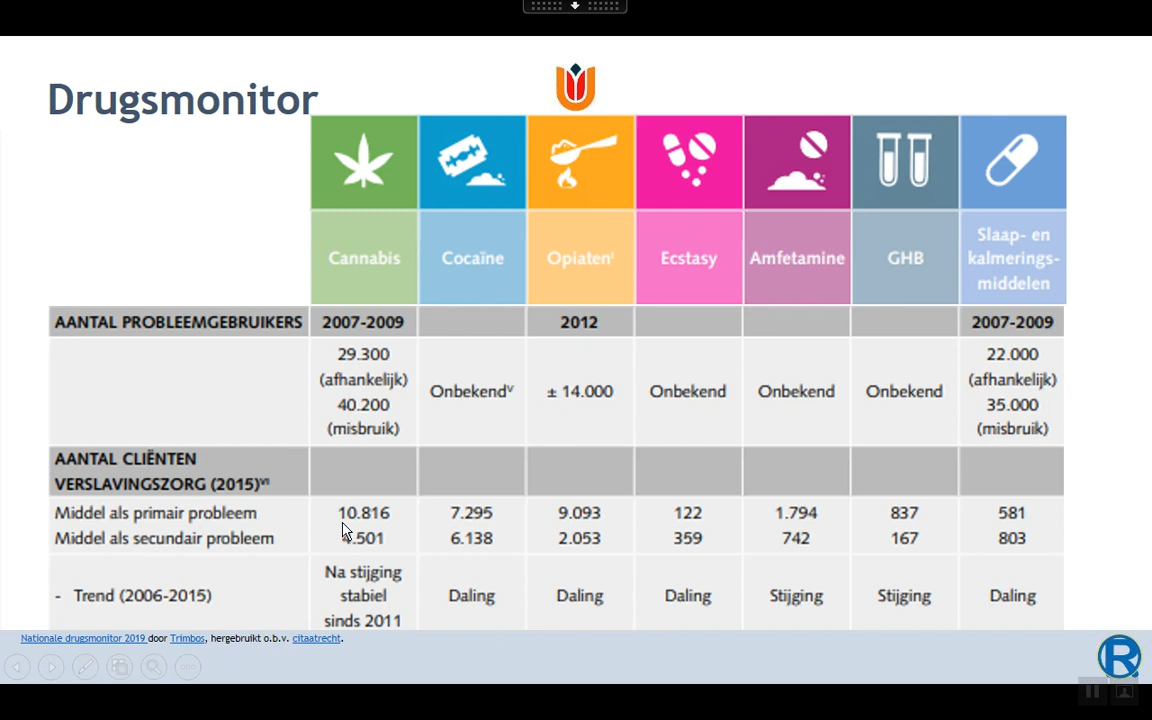 Drugsmonitor
Cannabis Cocaïne Opiatenⁱ Ecstasy Amfetamine GHB Slaap- en
kalmerings-
middelen
AANTAL PROBLEEMGEBRUIKERS 2007-2009 2012 2007-2009
29.300
(afhankelijk)
40.200
(misbruik)
Onbekendⱽ ± 14.000 Onbekend Onbekend Onbekend
22.000
(afhankelijk)
35.000
(misbruik)
AANTAL CLIËNTEN
VERSLAVINGSZORG (2015)ⱽᴵ
Middel als primair probleem 10.816 7.295 9.093 122 1.794 837 581
Middel als secundair probleem .501 6.138 2.053 359 742 167 803
- Trend (2006-2015) Na stijging
stabiel
sinds 2011
Daling Daling Daling Stijging Stijging Daling
Nationale drugsmonitor 2019 door Trimbos, hergebruikt o.b.v. citaatrecht.
R